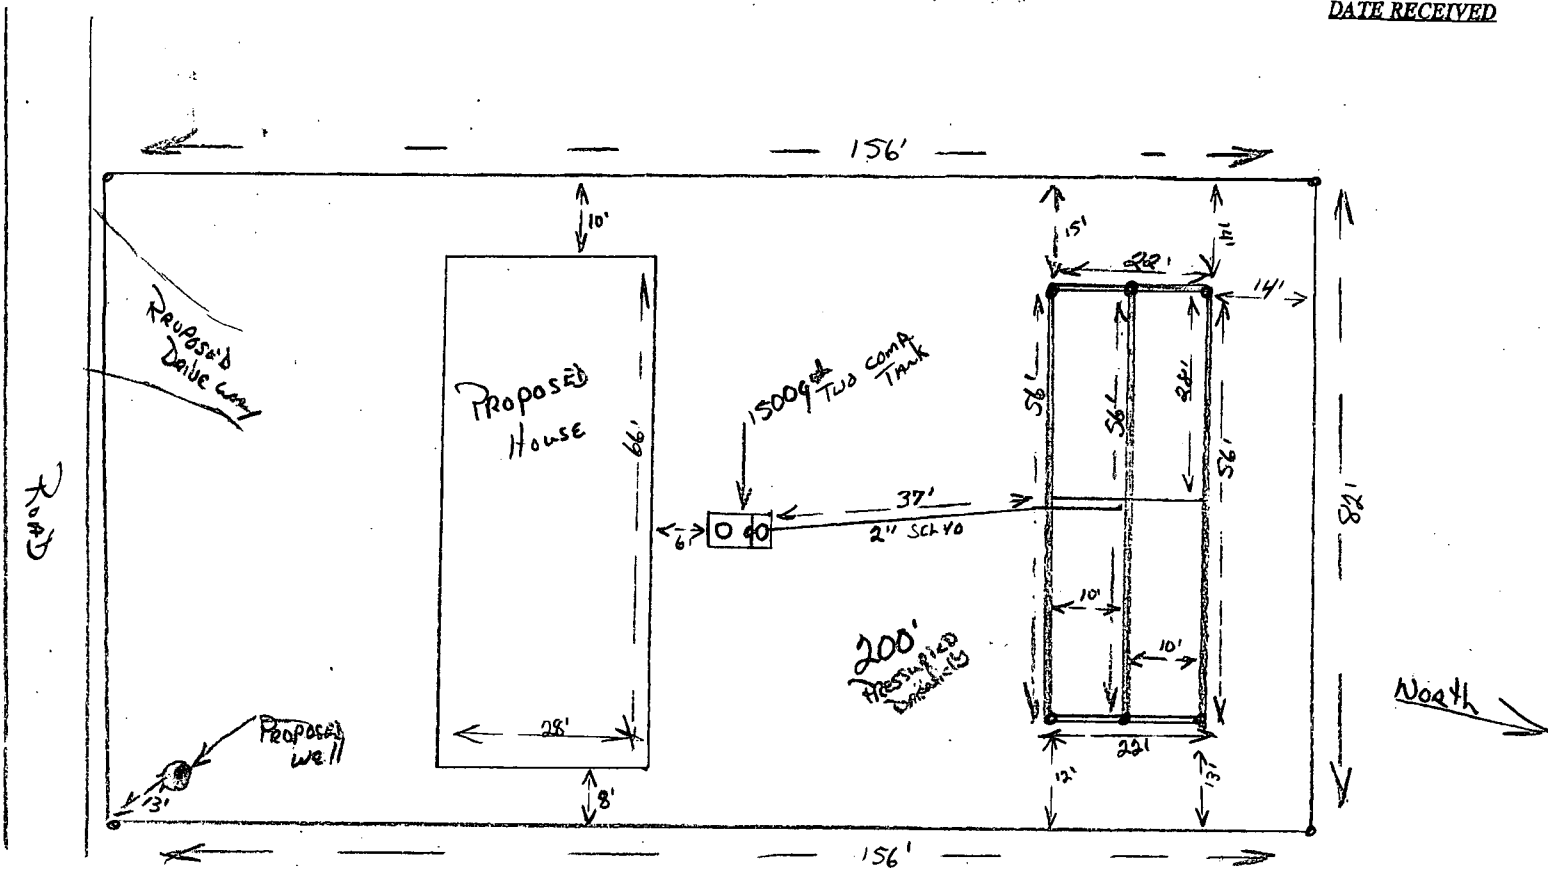 DATE RECEIVED
156'
10'
15'
14'
22'
14'
PROPOSED
Drive way
PROPOSED
House
66'
1500gal
Two Comp
Tank
56'
56'
28'
56'
82'
Road
37'
2" SCH 40
6'
10'
10'
200'
North
PROPOSED
Well
28'
22'
13'
8'
12'
13'
156'